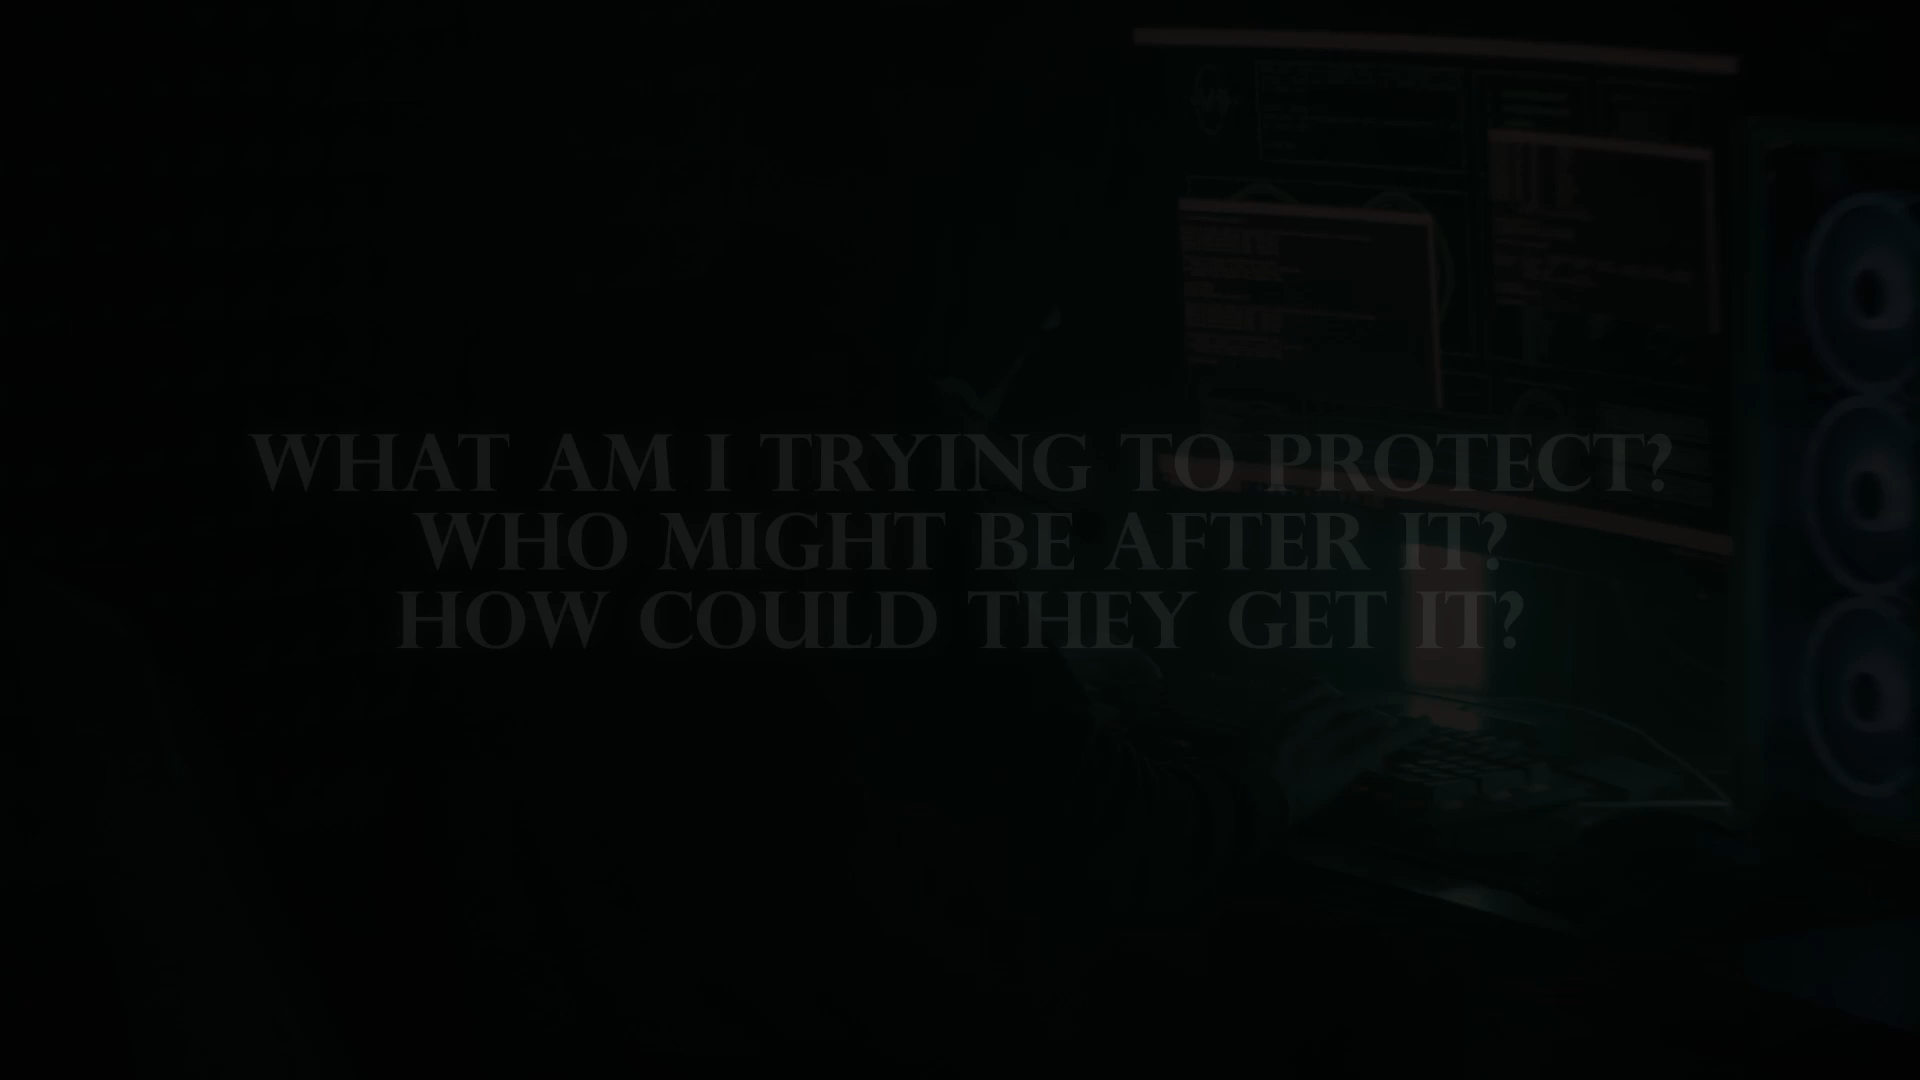 WHAT AM I TRYING TO PROTECT?
WHO MIGHT BE AFTER IT?
HOW COULD THEY GET IT?